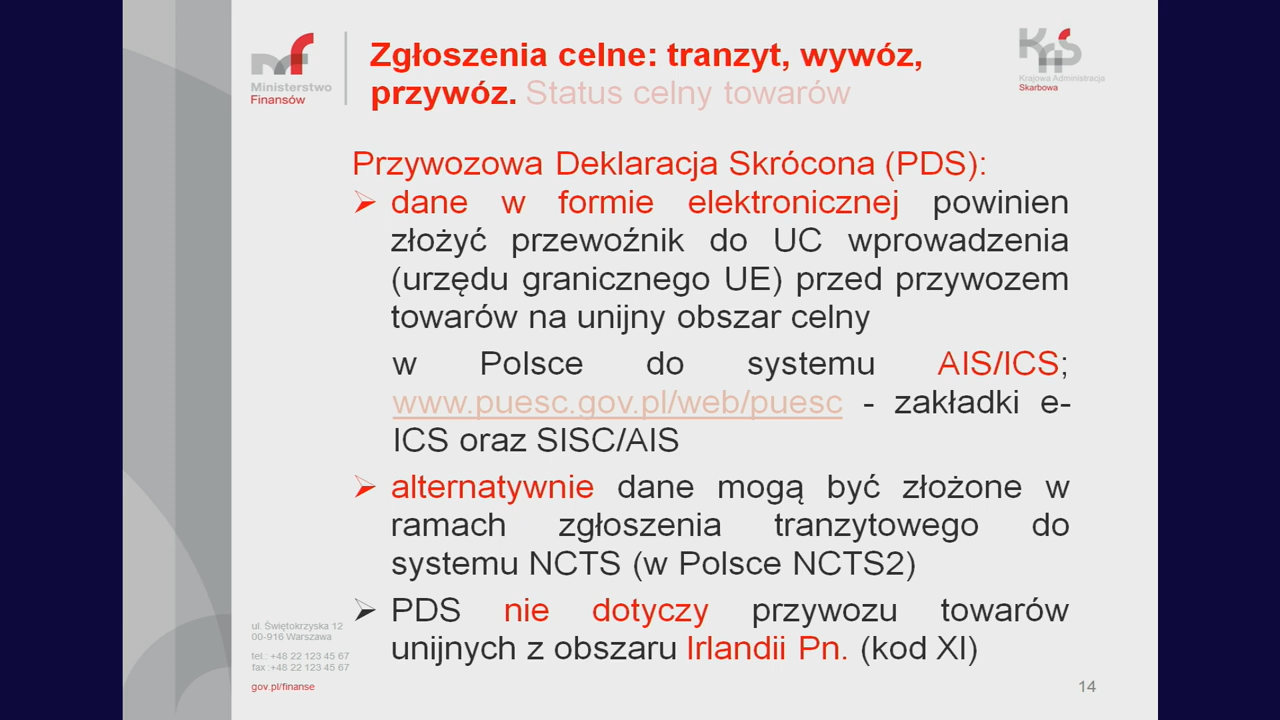 Ministerstwo
Finansów
Zgłoszenia celne: tranzyt, wywóz,
przywóz. Status celny towarów
KAS
Krajowa Administracja
Skarbowa
Przywozowa Deklaracja Skrócona (PDS):
➢ dane w formie elektronicznej powinien
złożyć przewoźnik do UC wprowadzenia
(urzędu granicznego UE) przed przywozem
towarów na unijny obszar celny
w Polsce do systemu AIS/ICS;
www.puesc.gov.pl/web/puesc - zakładki e-
ICS oraz SISC/AIS
➢ alternatywnie dane mogą być złożone w
ramach zgłoszenia tranzytowego do
systemu NCTS (w Polsce NCTS2)
➢ PDS nie dotyczy przywozu towarów
unijnych z obszaru Irlandii Pn. (kod XI)
ul. Świętokrzyska 12
00-916 Warszawa
tel.: +48 22 123 45 67
fax :+48 22 123 45 67
gov.pl/finanse
14